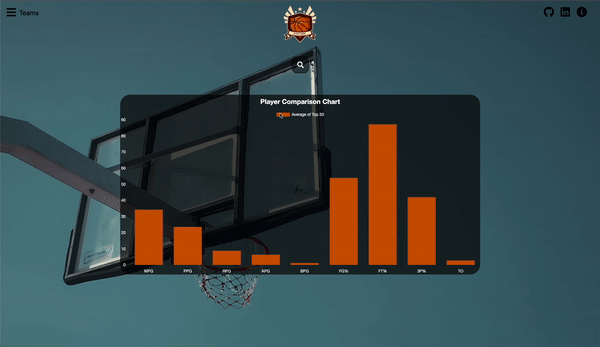 Teams
Player Comparison Chart
Average of Top 50
90
80
70
60
50
40
30
20
10
0
MPG PPG RPG APG BPG FG% FT% 3P% TO